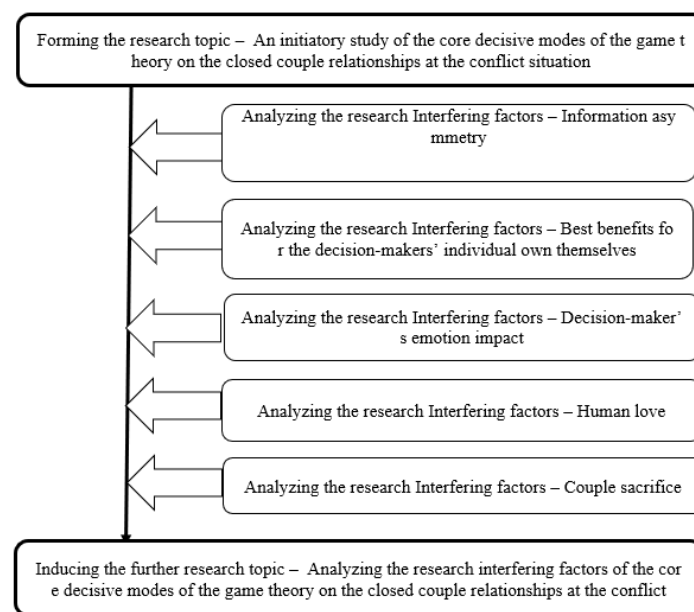 Forming the research topic – An initiatory study of the core decisive modes of the game t
heory on the closed couple relationships at the conflict situation
Analyzing the research Interfering factors – Information asy
mmetry
Analyzing the research Interfering factors – Best benefits fo
r the decision-makers’ individual own themselves
Analyzing the research Interfering factors – Decision-maker’
s emotion impact
Analyzing the research Interfering factors – Human love
Analyzing the research Interfering factors – Couple sacrifice
Inducing the further research topic – Analyzing the research interfering factors of the cor
e decisive modes of the game theory on the closed couple relationships at the conflict